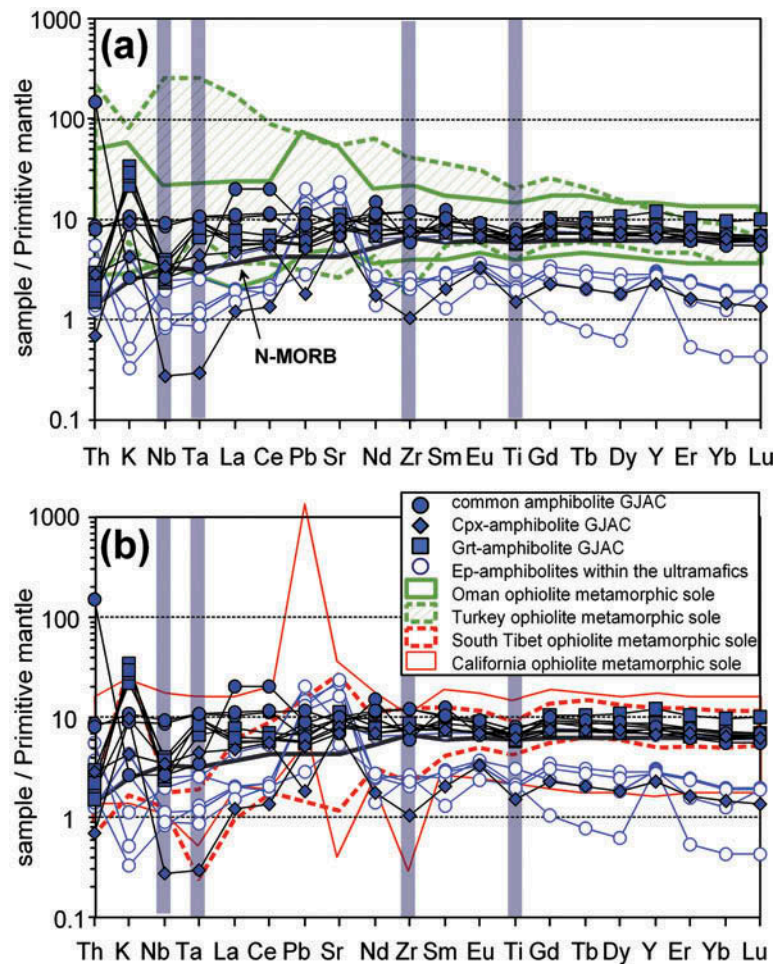 (a)
1000
100
10
1
0.1
sample / Primitive mantle
N-MORB
Th K Nb Ta La Ce Pb Sr Nd Zr Sm Eu Ti Gd Tb Dy Y Er Yb Lu
(b)
1000
100
10
1
0.1
sample / Primitive mantle
common amphibolite GJAC
Cpx-amphibolite GJAC
Grt-amphibolite GJAC
Ep-amphibolites within the ultramafics
Oman ophiolite metamorphic sole
Turkey ophiolite metamorphic sole
South Tibet ophiolite metamorphic sole
California ophiolite metamorphic sole
Th K Nb Ta La Ce Pb Sr Nd Zr Sm Eu Ti Gd Tb Dy Y Er Yb Lu